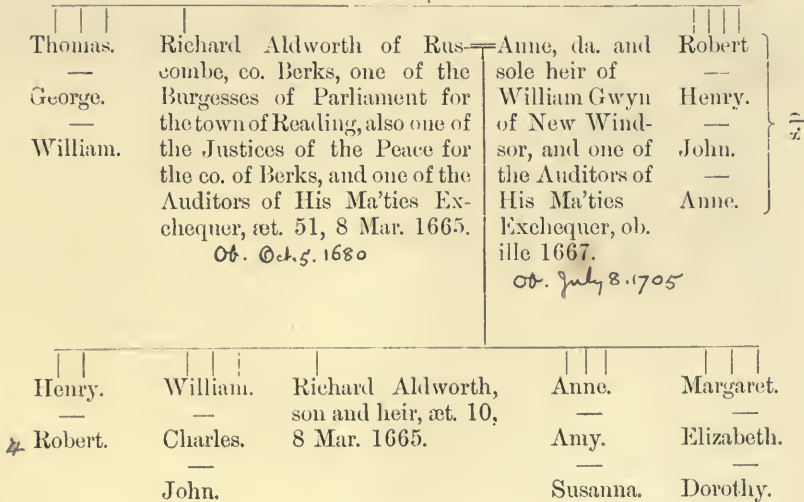 Thomas.
—
George.
—
William.
Richard Aldworth of Rus-
combe, co. Berks, one of the
Burgesses of Parliament for
the town of Reading, also one of
the Justices of the Peace for
the co. of Berks, and one of the
Auditors of His Ma'ties Ex-
chequer, æt. 51, 8 Mar. 1665.
Ob. Oct. 5. 1680
Anne, da. and
sole heir of
William Gwyn
of New Wind-
sor, and one of
the Auditors of
His Ma'ties
Exchequer, ob.
ille 1667.
Ob. July 8. 1705
Robert
—
Henry.
—
John.
—
Anne.
s.p.
Henry.
—
4 Robert.
William.
—
Charles.
—
John.
Richard Aldworth,
son and heir, æt. 10,
8 Mar. 1665.
Anne.
—
Amy.
—
Susanna.
Margaret.
—
Elizabeth.
—
Dorothy.